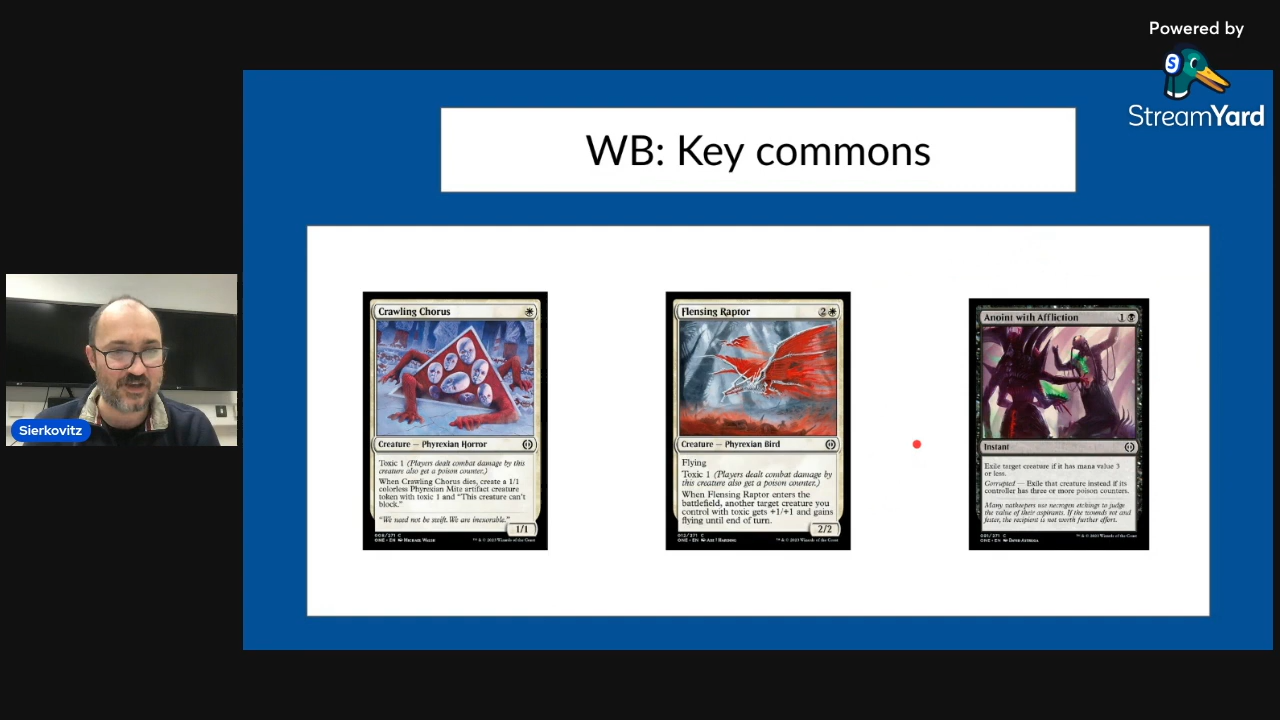 Powered by
StreamYard
WB: Key commons
Sierkovitz
Crawling Chorus
Creature — Phyrexian Horror
Toxic 1 (Players dealt combat damage by this
creature also get a poison counter.)
When Crawling Chorus dies, create a 1/1
colorless Phyrexian Mite artifact creature
token with toxic 1 and "This creature can't
block."
"We need not be swift. We are inexorable."
1/1
Flensing Raptor 2
Creature — Phyrexian Bird
Flying
Toxic 1 (Players dealt combat damage by
this creature also get a poison counter.)
When Flensing Raptor enters the
battlefield, another target creature you
control with toxic gets +1/+1 and gains
flying until end of turn.
2/2
Anoint with Affliction 1
Instant
Exile target creature if it has mana value 3
or less.
Corrupted — Exile that creature instead if its
controller has three or more poison counters.